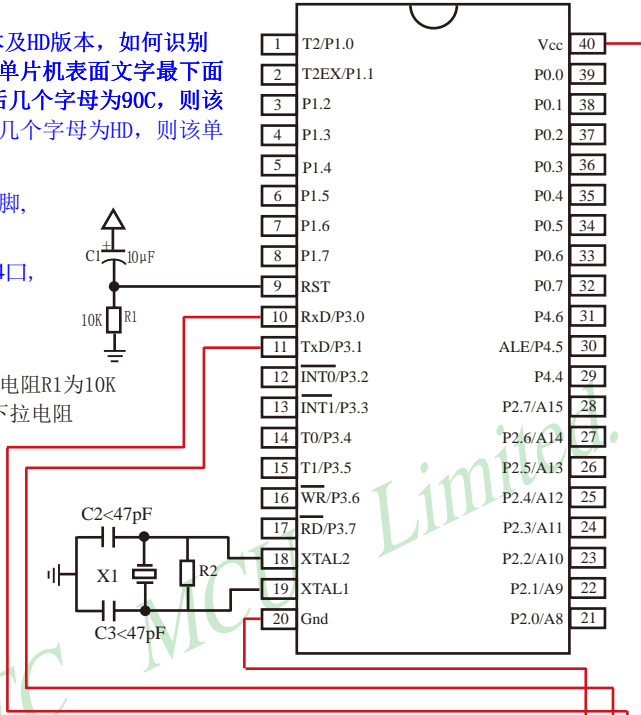 本及HD版本，如何识别
单片机表面文字最下面
后几个字母为90C，则该
几个字母为HD，则该单
脚，
4口，
C1
+
10μF
10K
R1
电阻R1为10K
下拉电阻
C2<47pF
X1
R2
C3<47pF
1 T2/P1.0 Vcc 40
2 T2EX/P1.1 P0.0 39
3 P1.2 P0.1 38
4 P1.3 P0.2 37
5 P1.4 P0.3 36
6 P1.5 P0.4 35
7 P1.6 P0.5 34
8 P1.7 P0.6 33
9 RST P0.7 32
10 RxD/P3.0 P4.6 31
11 TxD/P3.1 ALE/P4.5 30
12 INT0/P3.2 P4.4 29
13 INT1/P3.3 P2.7/A15 28
14 T0/P3.4 P2.6/A14 27
15 T1/P3.5 P2.5/A13 26
16 WR/P3.6 P2.4/A12 25
17 RD/P3.7 P2.3/A11 24
18 XTAL2 P2.2/A10 23
19 XTAL1 P2.1/A9 22
20 Gnd P2.0/A8 21
MCU Limited.